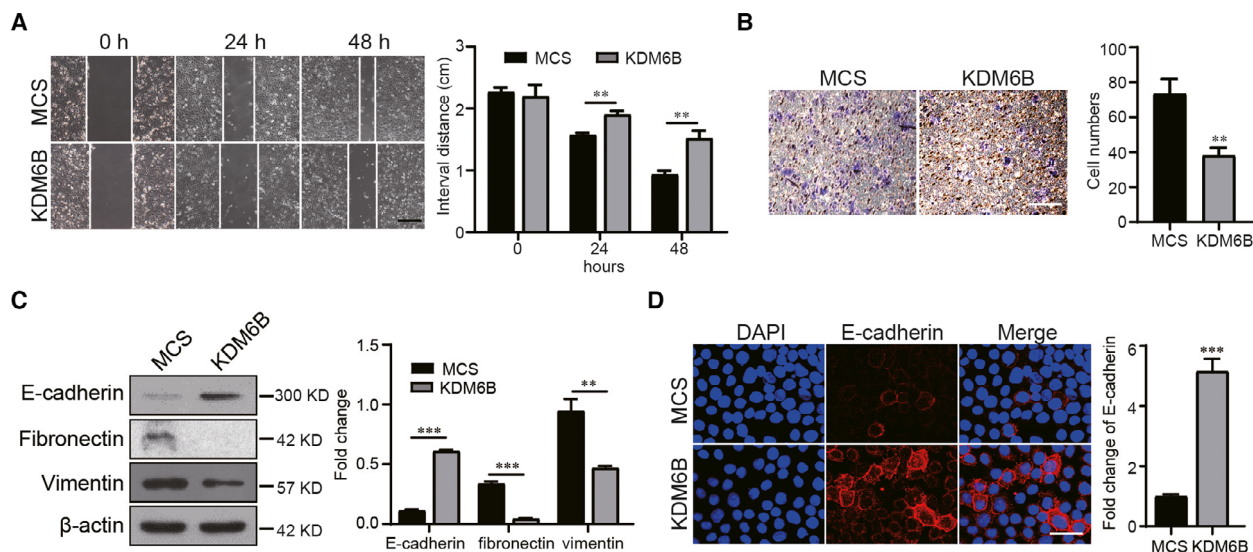 A
0 h 24 h 48 h
MCS
KDM6B
Interval distance (cm)
3
2
1
0
MCS KDM6B
** **
0 24 48
hours
B
MCS KDM6B
Cell numbers
100
80
60
40
20
0
**
MCS KDM6B
C
MCS KDM6B
E-cadherin 300 KD
Fibronectin 42 KD
Vimentin 57 KD
β-actin 42 KD
Fold change
1.5
1.0
0.5
0.0
MCS
KDM6B
*** *** **
E-cadherin fibronectin vimentin
D
DAPI E-cadherin Merge
MCS
KDM6B
Fold change of E-cadherin
6
4
2
0
***
MCS KDM6B